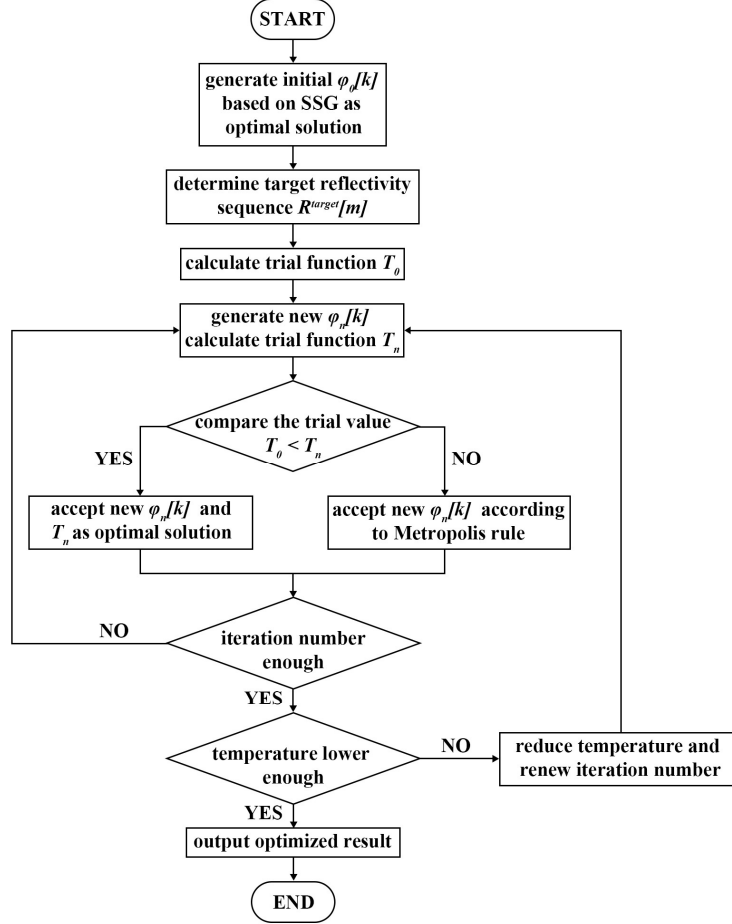 START
generate initial φ₀[k]
based on SSG as
optimal solution
determine target reflectivity
sequence Rᵗᵃʳᵍᵉᵗ[m]
calculate trial function T₀
generate new φₙ[k]
calculate trial function Tₙ
compare the trial value
T₀ < Tₙ
YES
NO
accept new φₙ[k] and
Tₙ as optimal solution
accept new φₙ[k] according
to Metropolis rule
NO
iteration number
enough
YES
temperature lower
enough
NO
reduce temperature and
renew iteration number
YES
output optimized result
END